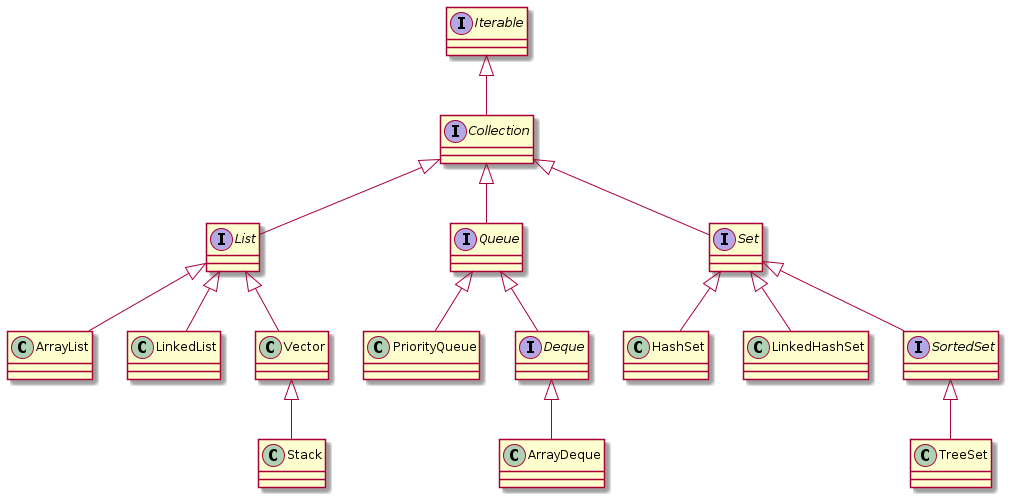 I Iterable
I Collection
I List
I Queue
I Set
C ArrayList
C LinkedList
C Vector
C PriorityQueue
I Deque
C HashSet
C LinkedHashSet
I SortedSet
C Stack
C ArrayDeque
C TreeSet